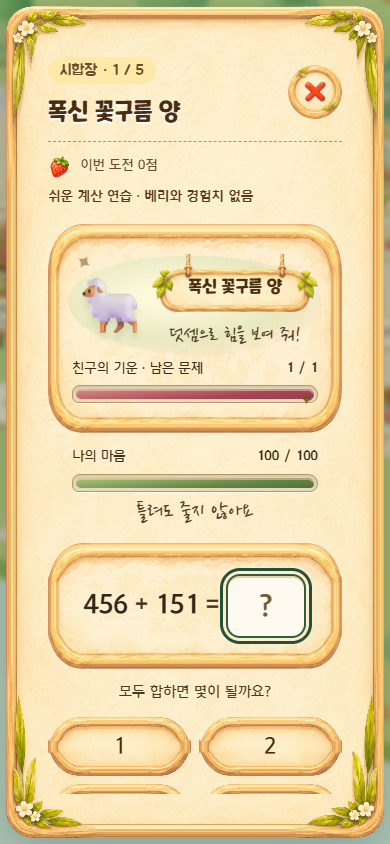 시합장 · 1 / 5
폭신 꽃구름 양
이번 도전 0점
쉬운 계산 연습 · 베리와 경험치 없음
폭신 꽃구름 양
덧셈으로 힘을 보여 줘!
친구의 기운 · 남은 문제 1 / 1
나의 마음 100 / 100
틀려도 줄지 않아요
456 + 151 = ?
모두 합하면 몇이 될까요?
1 2